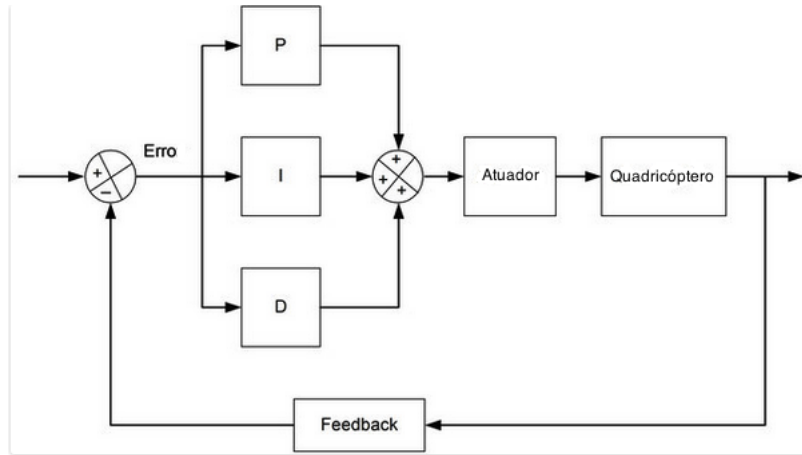 P
Erro
+
−
I
+
+
+
Atuador
Quadricóptero
D
Feedback